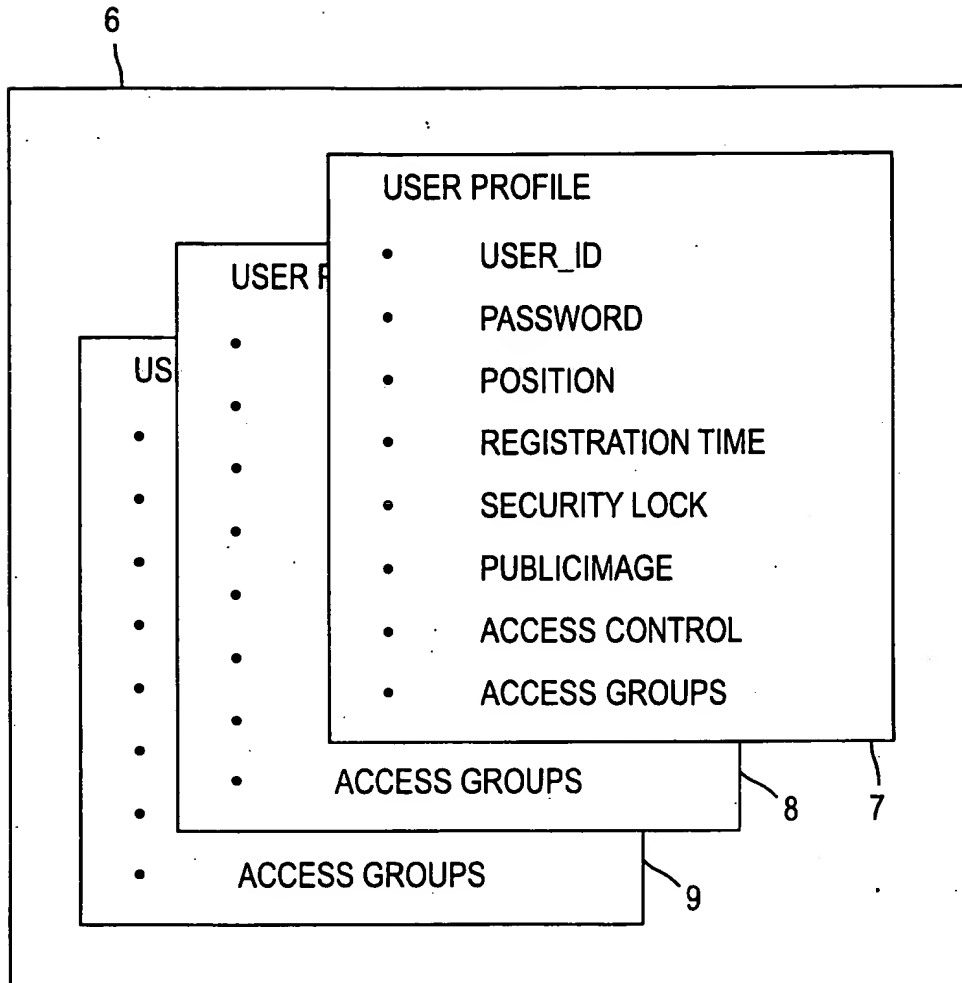 6
USER PROFILE
• USER_ID
• PASSWORD
• POSITION
• REGISTRATION TIME
• SECURITY LOCK
• PUBLICIMAGE
• ACCESS CONTROL
• ACCESS GROUPS
7
USER P
•
•
•
•
•
•
•
• ACCESS GROUPS
8
US
•
•
•
•
•
•
•
• ACCESS GROUPS
9